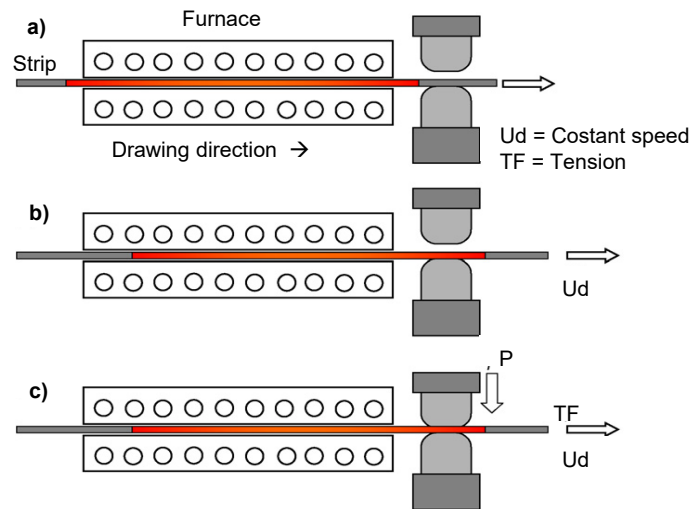 a)
Furnace
Strip
Drawing direction →
Ud = Costant speed
TF = Tension
b)
Ud
c)
, P
TF
Ud